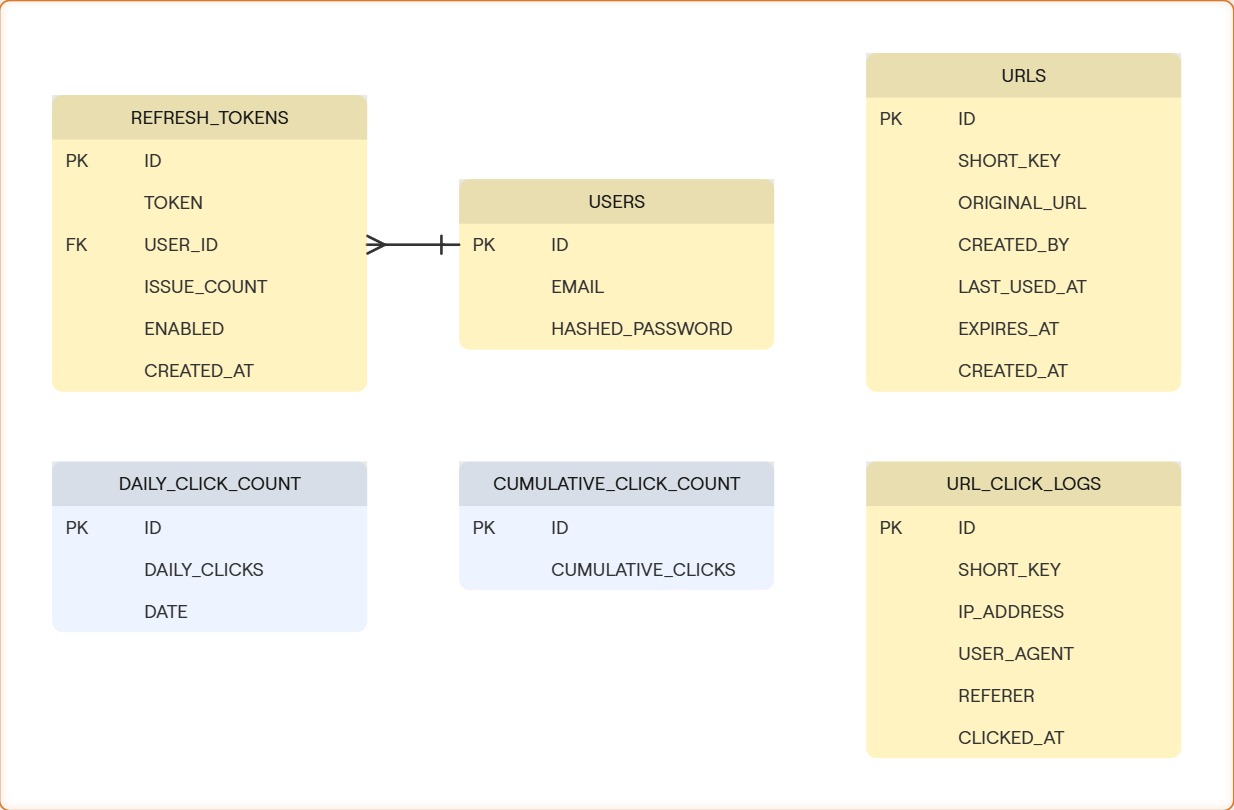 REFRESH_TOKENS
PK ID
TOKEN
FK USER_ID
ISSUE_COUNT
ENABLED
CREATED_AT
USERS
PK ID
EMAIL
HASHED_PASSWORD
URLS
PK ID
SHORT_KEY
ORIGINAL_URL
CREATED_BY
LAST_USED_AT
EXPIRES_AT
CREATED_AT
DAILY_CLICK_COUNT
PK ID
DAILY_CLICKS
DATE
CUMULATIVE_CLICK_COUNT
PK ID
CUMULATIVE_CLICKS
URL_CLICK_LOGS
PK ID
SHORT_KEY
IP_ADDRESS
USER_AGENT
REFERER
CLICKED_AT